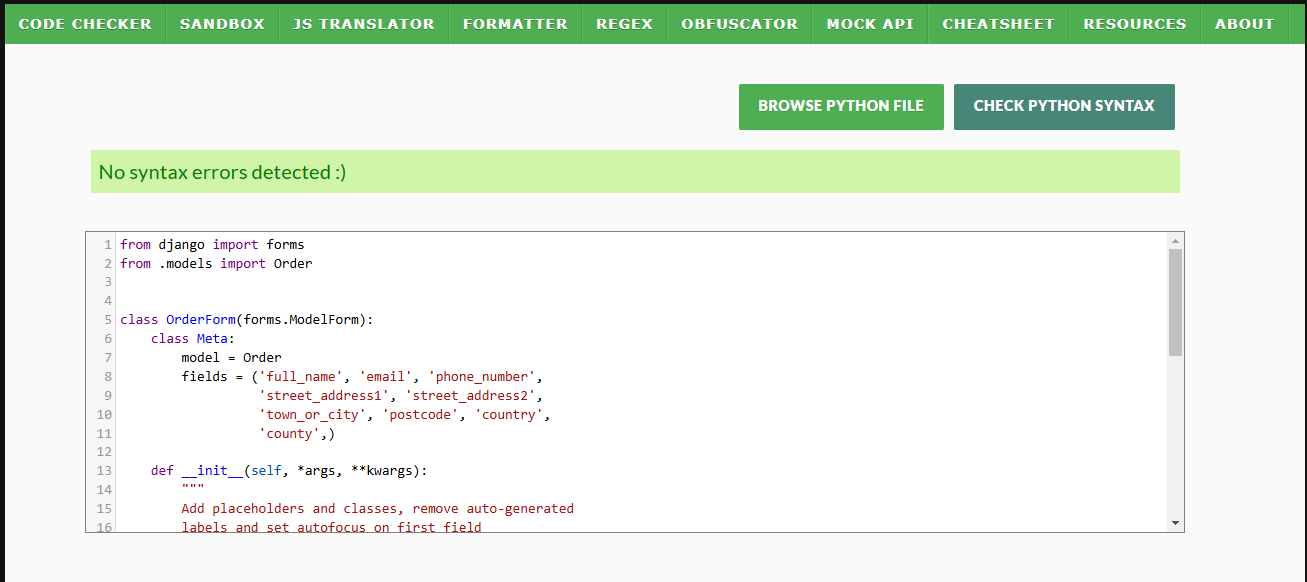 CODE CHECKER SANDBOX JS TRANSLATOR FORMATTER REGEX OBFUSCATOR MOCK API CHEATSHEET RESOURCES ABOUT
BROWSE PYTHON FILE CHECK PYTHON SYNTAX
No syntax errors detected :)
1 from django import forms
2 from .models import Order
3
4
5 class OrderForm(forms.ModelForm):
6     class Meta:
7         model = Order
8         fields = ('full_name', 'email', 'phone_number',
9                   'street_address1', 'street_address2',
10                   'town_or_city', 'postcode', 'country',
11                   'county',)
12
13     def __init__(self, *args, **kwargs):
14         """
15         Add placeholders and classes, remove auto-generated
16         labels and set autofocus on first field